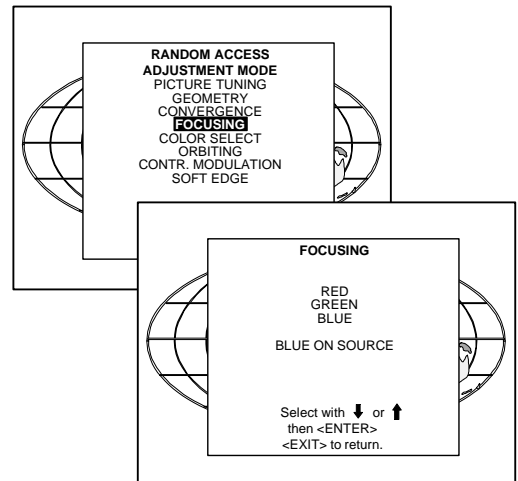 RANDOM ACCESS
ADJUSTMENT MODE
PICTURE TUNING
GEOMETRY
CONVERGENCE
FOCUSING
COLOR SELECT
ORBITING
CONTR. MODULATION
SOFT EDGE
FOCUSING
RED
GREEN
BLUE
BLUE ON SOURCE
Select with ⬇ or ⬆
then <ENTER>
<EXIT> to return.